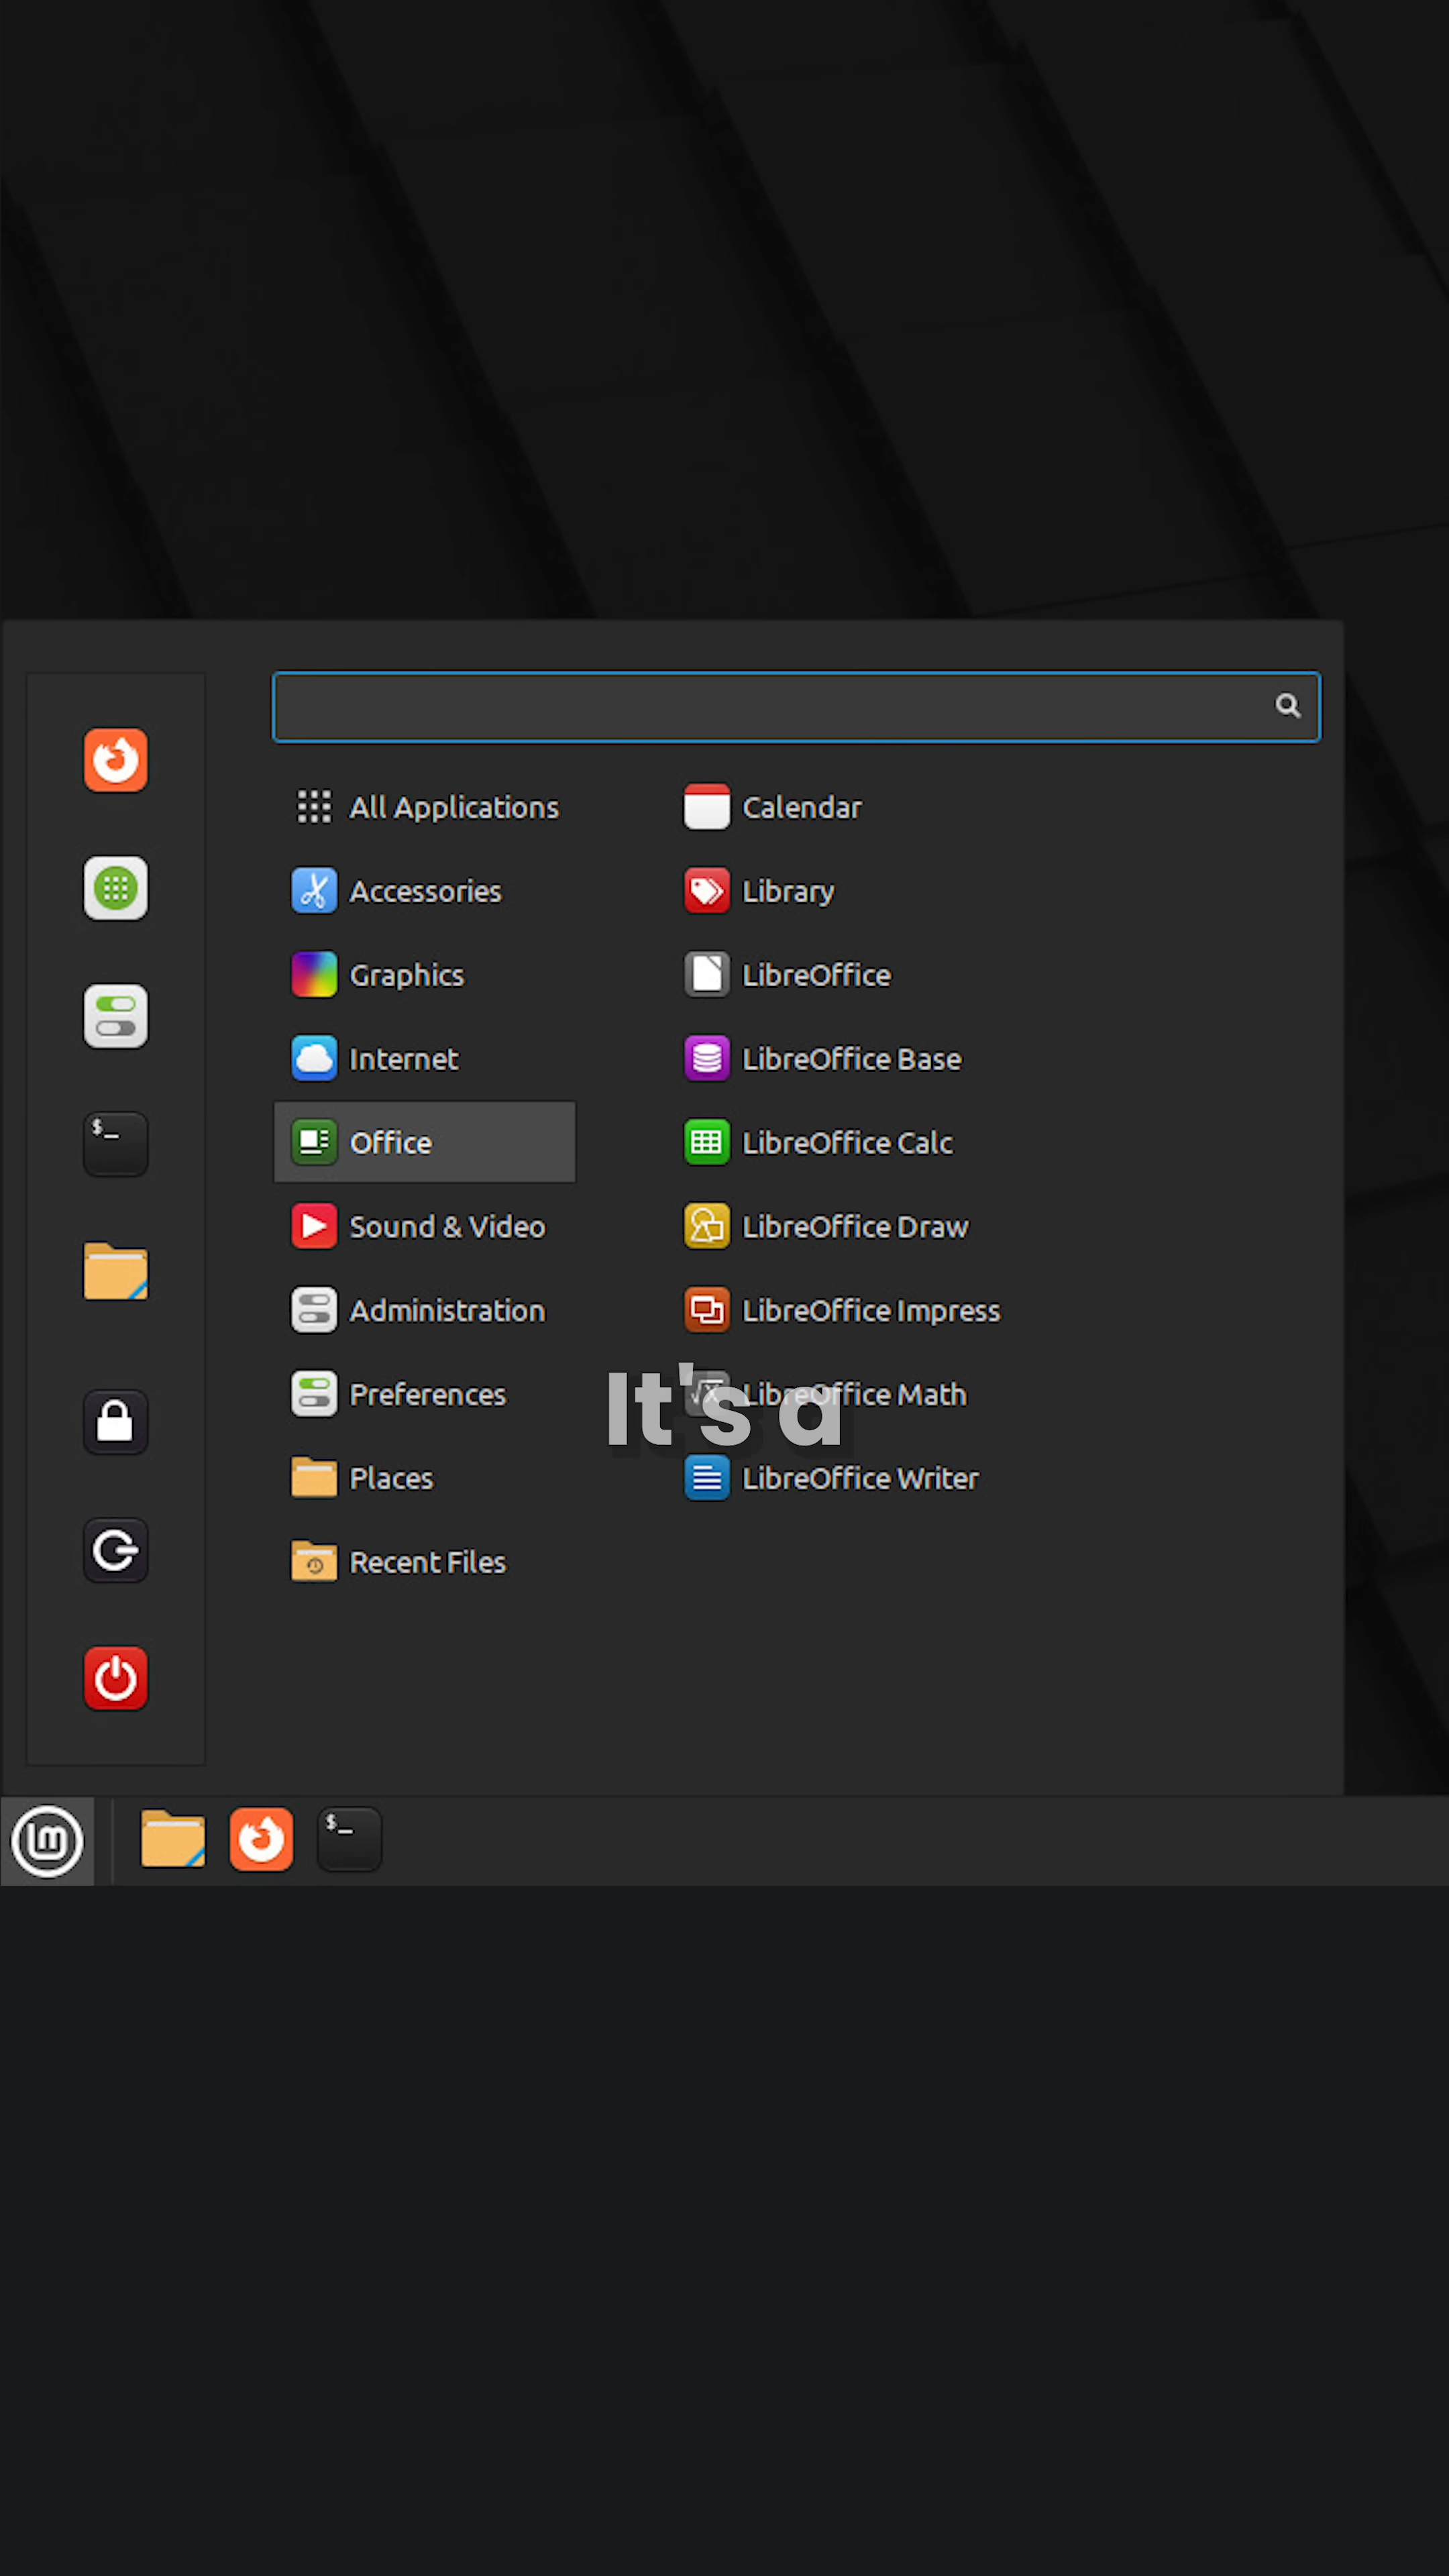 All Applications
Accessories
Graphics
Internet
Office
Sound & Video
Administration
Preferences
Places
Recent Files
Calendar
Library
LibreOffice
LibreOffice Base
LibreOffice Calc
LibreOffice Draw
LibreOffice Impress
LibreOffice Math
LibreOffice Writer
It's a
$_
$_